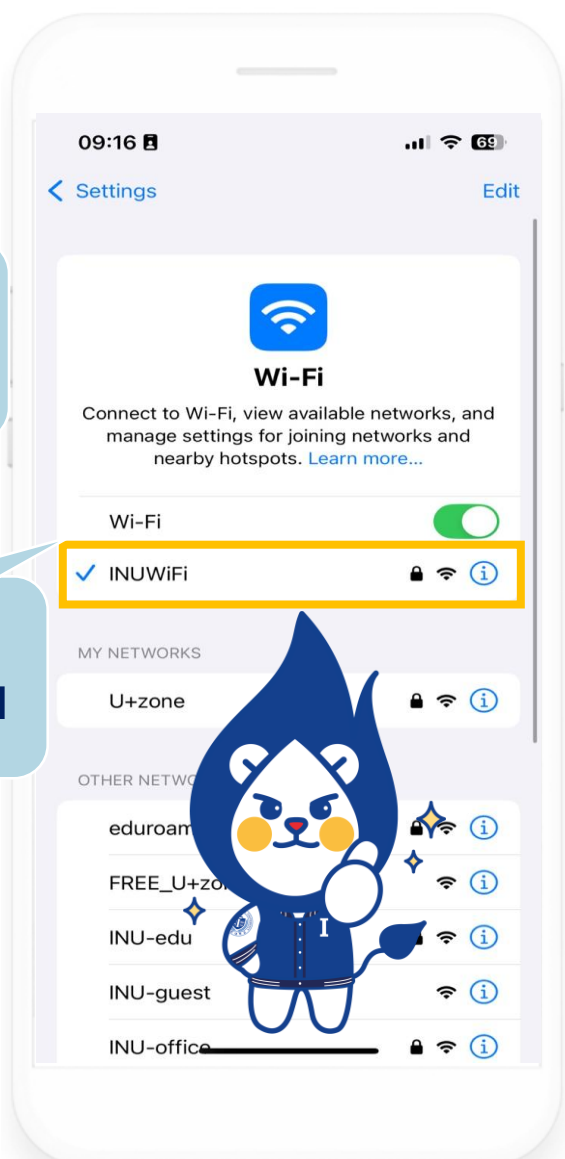 09:16
69
Settings
Edit
Wi-Fi
Connect to Wi-Fi, view available networks, and
manage settings for joining networks and
nearby hotspots. Learn more...
Wi-Fi
INUWiFi
MY NETWORKS
U+zone
OTHER
eduroam
INU-edu
I
INU-guest
INU-office